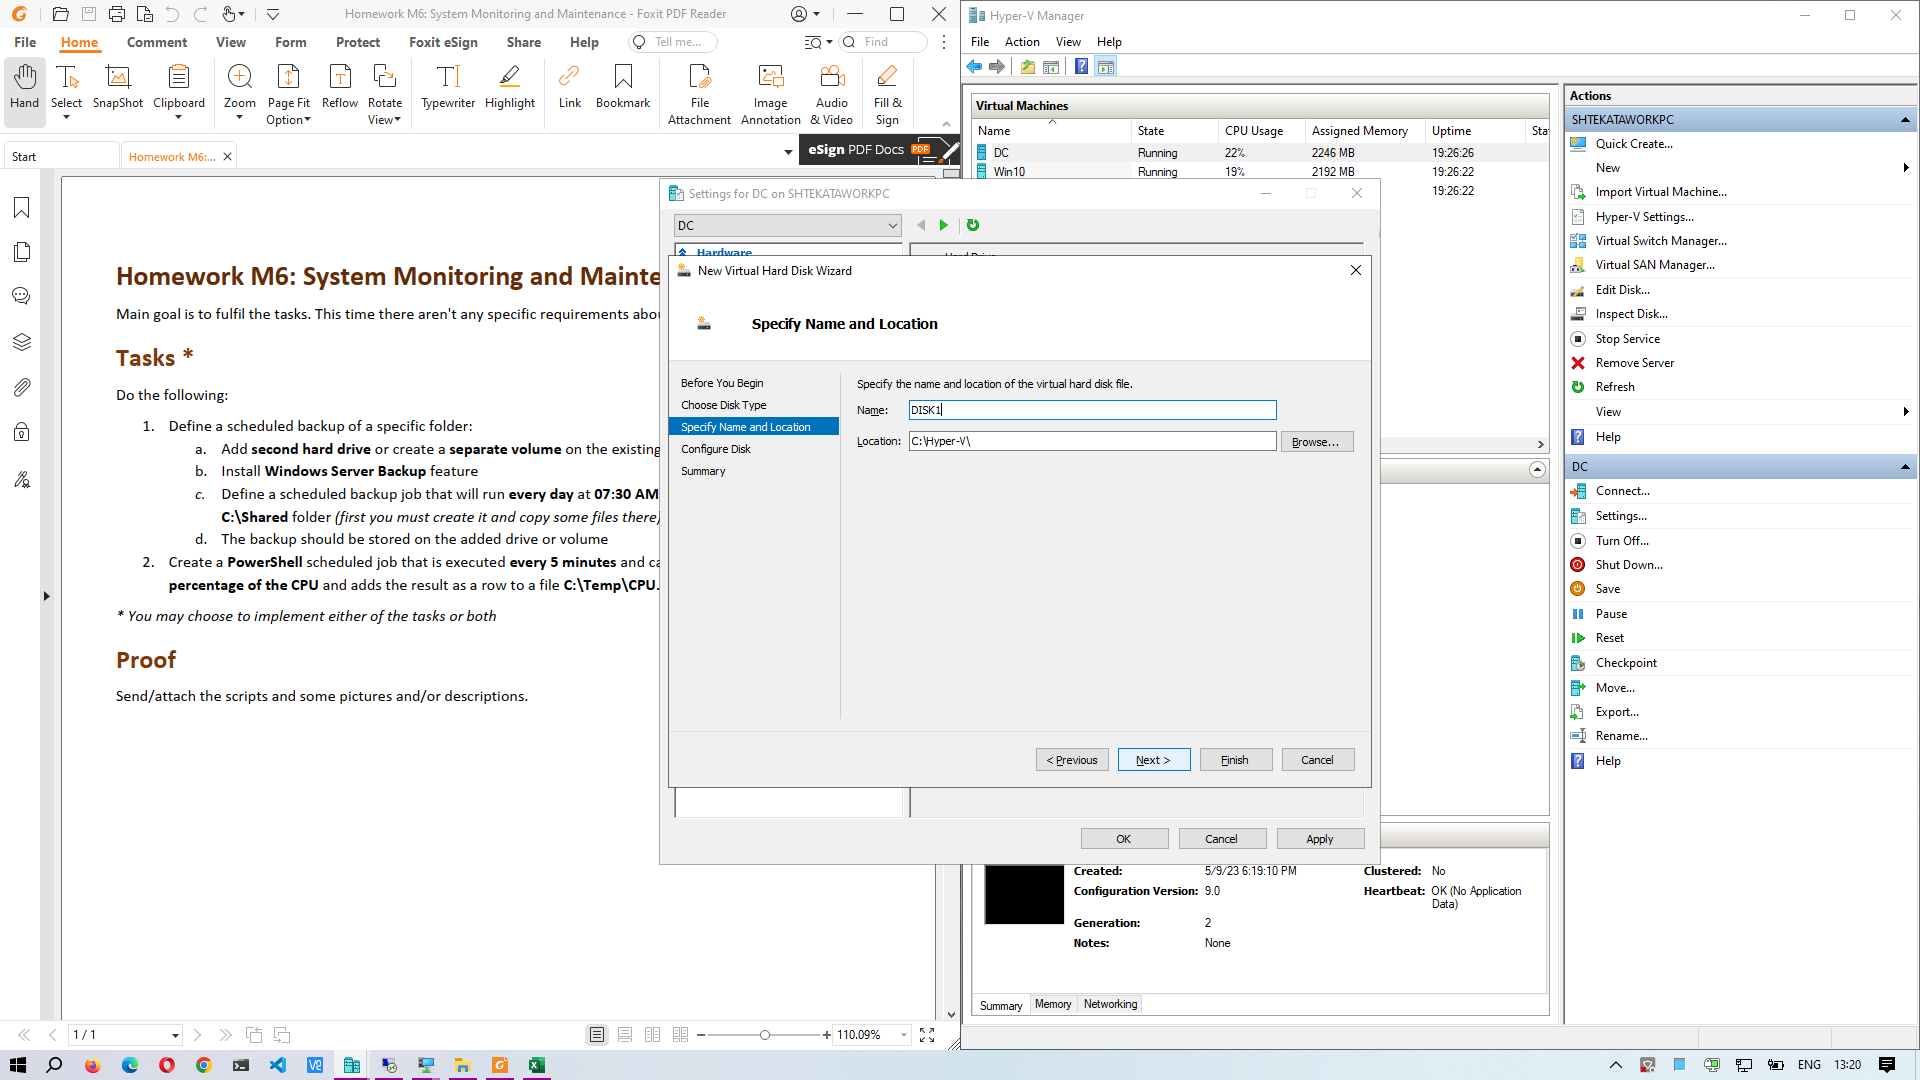 Homework M6: System Monitoring and Maintenance - Foxit PDF Reader
File Home Comment View Form Protect Foxit eSign Share Help Tell me... Find
Hand Select SnapShot Clipboard Zoom Page Fit Option Reflow Rotate View Typewriter Highlight Link Bookmark File Attachment Image Annotation Audio & Video Fill & Sign
Start
Homework M6:...
eSign PDF Docs PDF
Homework M6: System Monitoring and Mainte
Main goal is to fulfil the tasks. This time there aren't any specific requirements abou
Tasks *
Do the following:
1. Define a scheduled backup of a specific folder:
a. Add second hard drive or create a separate volume on the existing
b. Install Windows Server Backup feature
c. Define a scheduled backup job that will run every day at 07:30 AM
C:\Shared folder (first you must create it and copy some files there)
d. The backup should be stored on the added drive or volume
2. Create a PowerShell scheduled job that is executed every 5 minutes and ca
percentage of the CPU and adds the result as a row to a file C:\Temp\CPU.
* You may choose to implement either of the tasks or both
Proof
Send/attach the scripts and some pictures and/or descriptions.
1 / 1
110.09%
Hyper-V Manager
File Action View Help
Virtual Machines
Name State CPU Usage Assigned Memory Uptime Stat
DC Running 22% 2246 MB 19:26:26
Win10 Running 19% 2192 MB 19:26:22
19:26:22
Settings for DC on SHTEKATAWORKPC
DC
Hardware
Hard Drive
New Virtual Hard Disk Wizard
Specify Name and Location
Before You Begin
Choose Disk Type
Specify Name and Location
Configure Disk
Summary
Specify the name and location of the virtual hard disk file.
Name: DISK1
Location: C:\Hyper-V\ Browse...
< Previous Next > Finish Cancel
OK Cancel Apply
Created: 5/9/23 6:19:10 PM Clustered: No
Configuration Version: 9.0 Heartbeat: OK (No Application
Data)
Generation: 2
Notes: None
Summary Memory Networking
Actions
SHTEKATAWORKPC
Quick Create...
New
Import Virtual Machine...
Hyper-V Settings...
Virtual Switch Manager...
Virtual SAN Manager...
Edit Disk...
Inspect Disk...
Stop Service
Remove Server
Refresh
View
Help
DC
Connect...
Settings...
Turn Off...
Shut Down...
Save
Pause
Reset
Checkpoint
Move...
Export...
Rename...
Help
ENG 13:20